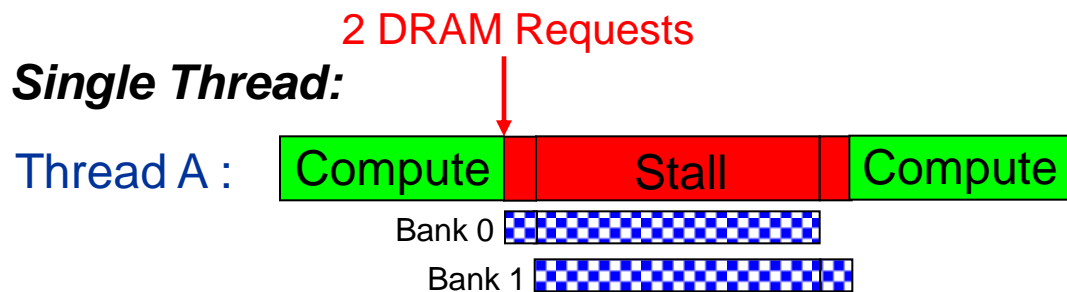 2 DRAM Requests
Single Thread:
Thread A : Compute Stall Compute
Bank 0
Bank 1